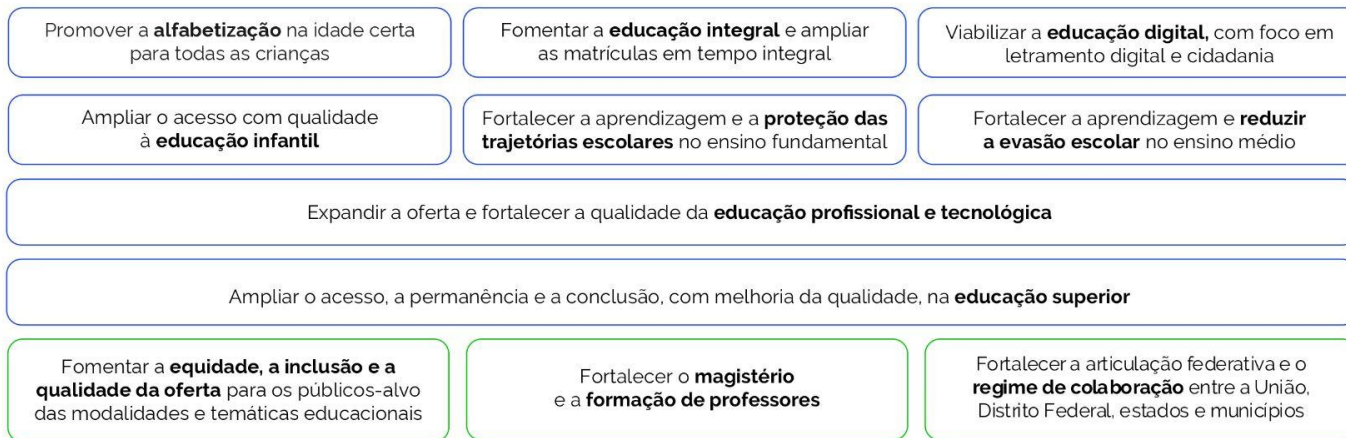 Promover a alfabetização na idade certa
para todas as crianças
Fomentar a educação integral e ampliar
as matrículas em tempo integral
Viabilizar a educação digital, com foco em
letramento digital e cidadania
Ampliar o acesso com qualidade
à educação infantil
Fortalecer a aprendizagem e a proteção das
trajetórias escolares no ensino fundamental
Fortalecer a aprendizagem e reduzir
a evasão escolar no ensino médio
Expandir a oferta e fortalecer a qualidade da educação profissional e tecnológica
Ampliar o acesso, a permanência e a conclusão, com melhoria da qualidade, na educação superior
Fomentar a equidade, a inclusão e a
qualidade da oferta para os públicos-alvo
das modalidades e temáticas educacionais
Fortalecer o magistério
e a formação de professores
Fortalecer a articulação federativa e o
regime de colaboração entre a União,
Distrito Federal, estados e municípios